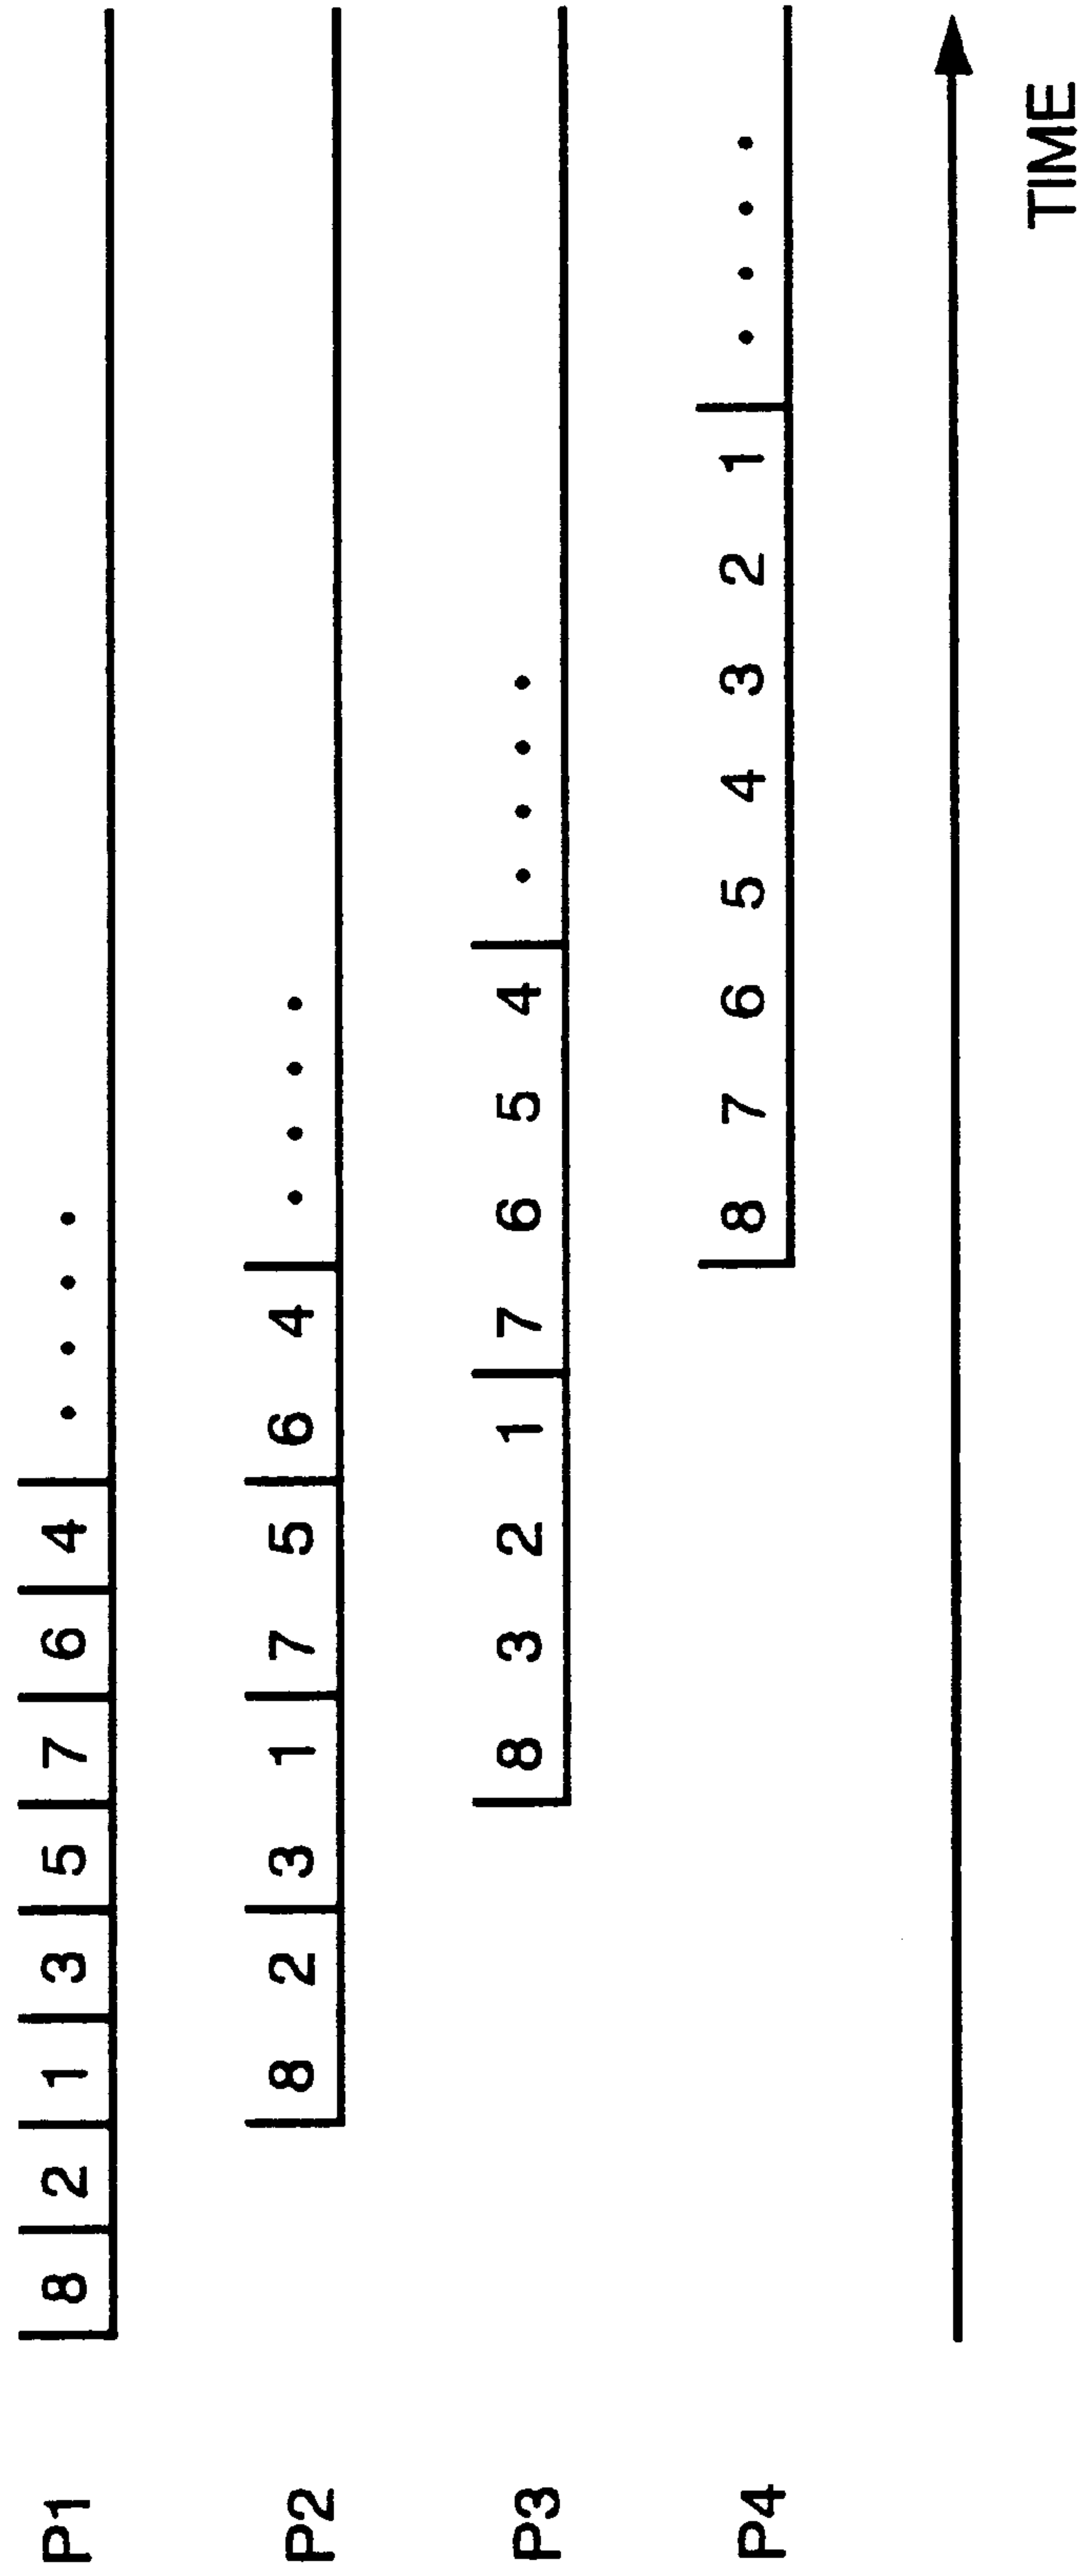 P1 8 2 1 3 5 7 6 4 . . . .
P2 8 2 3 1 7 5 6 4 . . . .
P3 8 3 2 1 7 6 5 4 . . . .
P4 8 7 6 5 4 3 2 1 . . . .
TIME